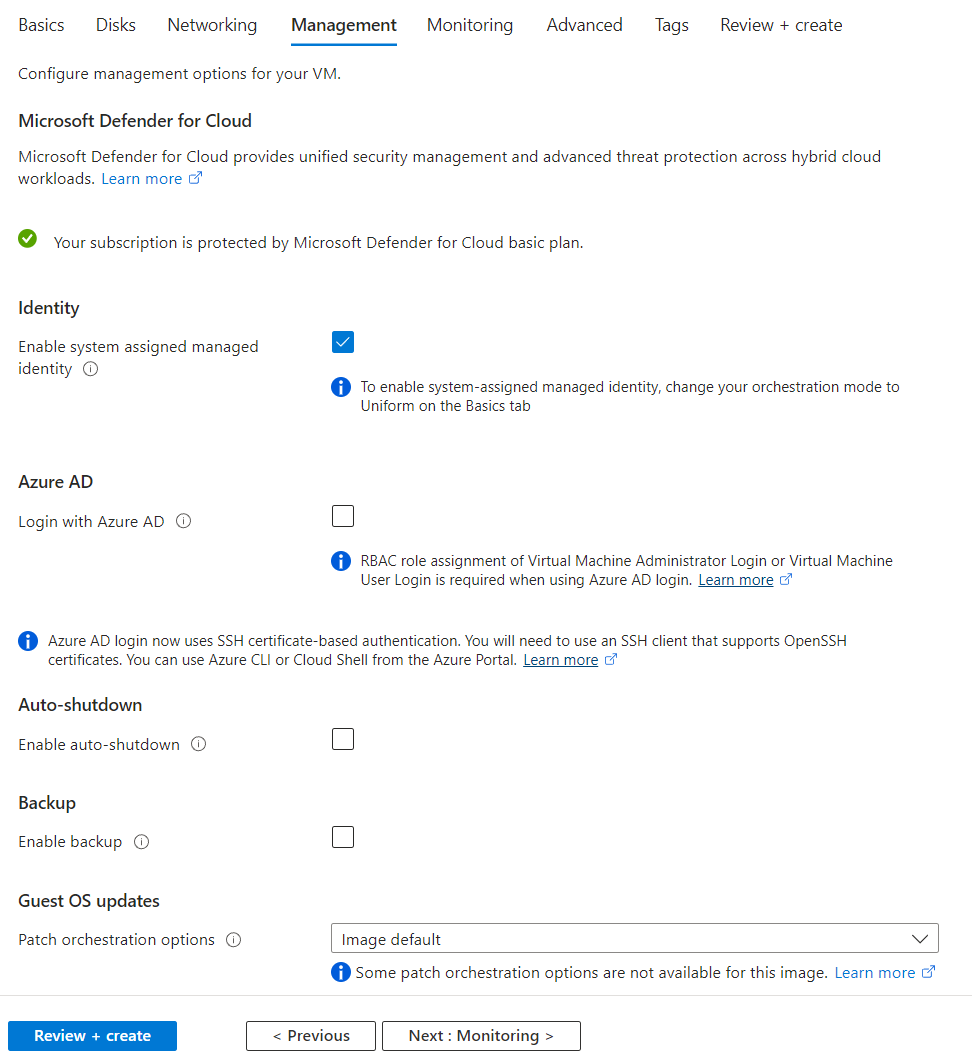 Basics Disks Networking Management Monitoring Advanced Tags Review + create
Configure management options for your VM.
Microsoft Defender for Cloud
Microsoft Defender for Cloud provides unified security management and advanced threat protection across hybrid cloud
workloads. Learn more
Your subscription is protected by Microsoft Defender for Cloud basic plan.
Identity
Enable system assigned managed
identity
To enable system-assigned managed identity, change your orchestration mode to
Uniform on the Basics tab
Azure AD
Login with Azure AD
RBAC role assignment of Virtual Machine Administrator Login or Virtual Machine
User Login is required when using Azure AD login. Learn more
Azure AD login now uses SSH certificate-based authentication. You will need to use an SSH client that supports OpenSSH
certificates. You can use Azure CLI or Cloud Shell from the Azure Portal. Learn more
Auto-shutdown
Enable auto-shutdown
Backup
Enable backup
Guest OS updates
Patch orchestration options
Image default
Some patch orchestration options are not available for this image. Learn more
Review + create < Previous Next : Monitoring >